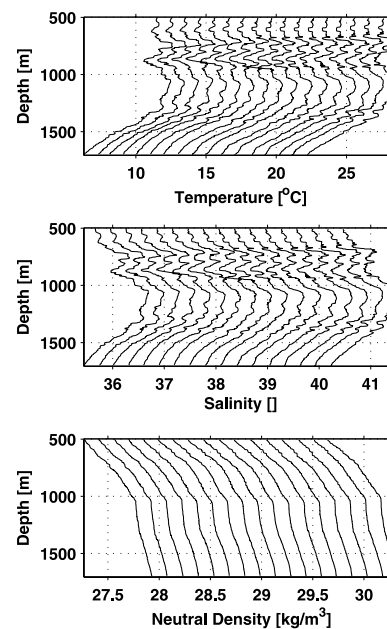 500
1000
1500
Depth [m]
10 15 20 25
Temperature [°C]
500
1000
1500
Depth [m]
36 37 38 39 40 41
Salinity []
500
1000
1500
Depth [m]
27.5 28 28.5 29 29.5 30
Neutral Density [kg/m³]